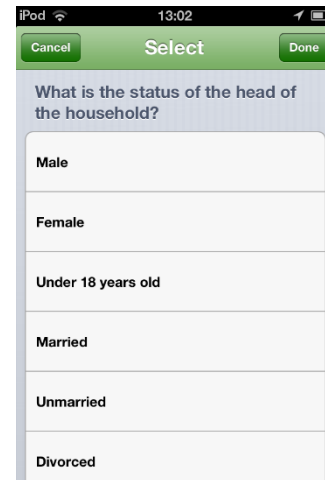 iPod 13:02
Cancel Select Done
What is the status of the head of
the household?
Male
Female
Under 18 years old
Married
Unmarried
Divorced